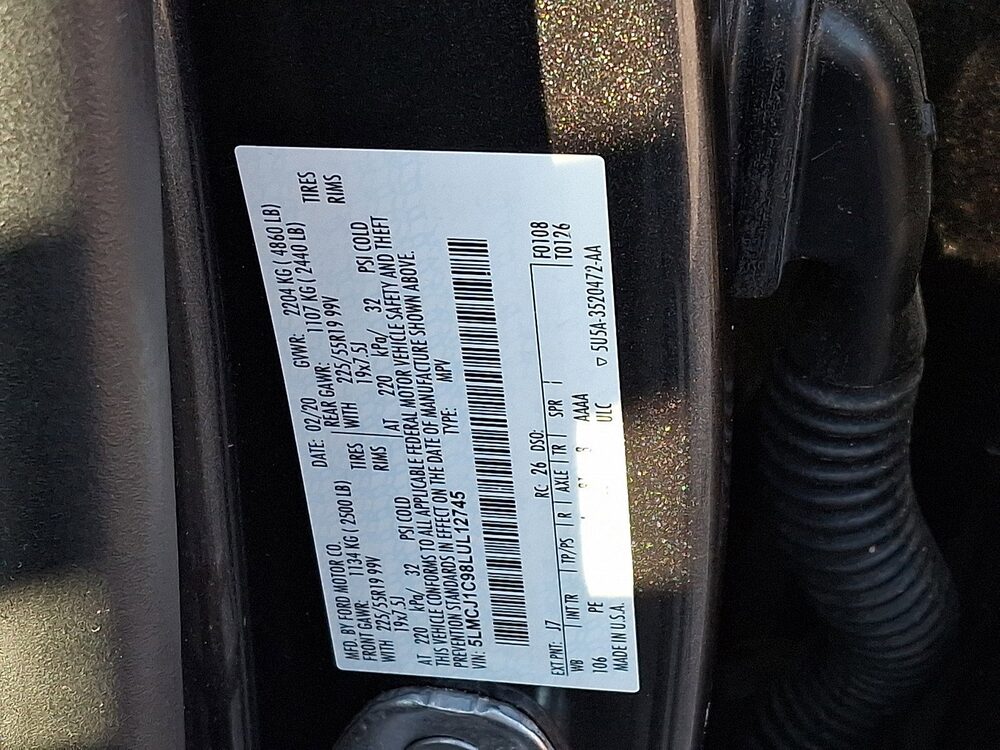 MFD. BY FORD MOTOR CO.
DATE: 02/20 GVWR: 2204 KG ( 4860 LB)
FRONT GAWR: 1134 KG ( 2500 LB) REAR GAWR: 1107 KG ( 2440 LB)
WITH 225/55R19 99V TIRES WITH 225/55R19 99V TIRES
19x7.5J RIMS 19x7.5J RIMS
AT 220 kPa/ 32 PSI COLD AT 220 kPa/ 32 PSI COLD
THIS VEHICLE CONFORMS TO ALL APPLICABLE FEDERAL MOTOR VEHICLE SAFETY AND THEFT
PREVENTION STANDARDS IN EFFECT ON THE DATE OF MANUFACTURE SHOWN ABOVE.
VIN: 5LMCJ1C98LUL12745 TYPE: MPV
F0108
T0126
EXT PNT: J7 RC: 26 DSO:
WB INT TR TP/PS R AXLE TR SPR
106 PE 8 AAAA
MADE IN U.S.A. ULC ▽ 5U5A-3520472-AA